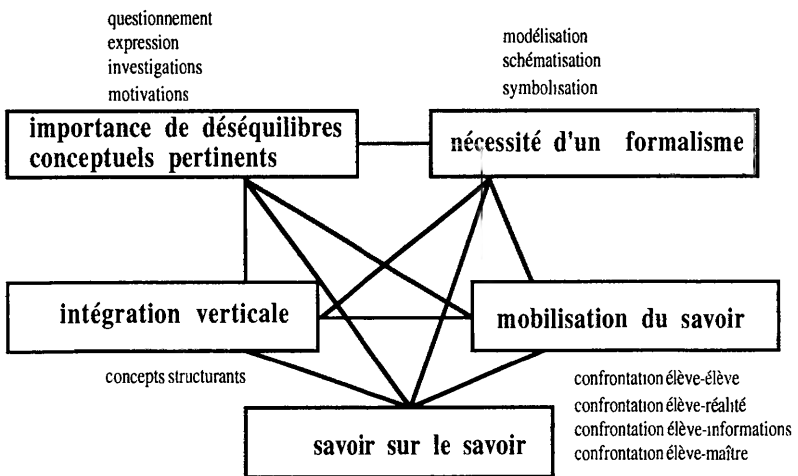 questionnement
expression
investigations
motivations
modélisation
schématisation
symbolisation
importance de déséquilibres
conceptuels pertinents
nécessité d'un formalisme
intégration verticale
mobilisation du savoir
concepts structurants
confrontation élève-élève
confrontation élève-réalité
confrontation élève-informations
confrontation élève-maître
savoir sur le savoir